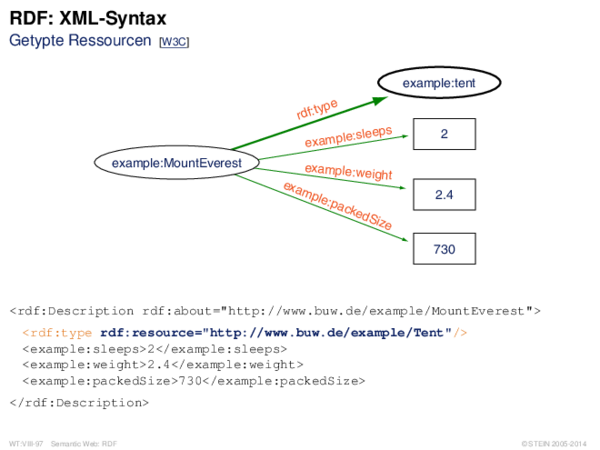 RDF: XML-Syntax
Getypte Ressourcen [W3C]
example:tent
rdf:type
example:sleeps
2
example:MountEverest
example:weight
2.4
example:packedSize
730
<rdf:Description rdf:about="http://www.buw.de/example/MountEverest">
<rdf:type rdf:resource="http://www.buw.de/example/Tent"/>
<example:sleeps>2</example:sleeps>
<example:weight>2.4</example:weight>
<example:packedSize>730</example:packedSize>
</rdf:Description>
WT:VIII-97 Semantic Web: RDF
© STEIN 2005-2014